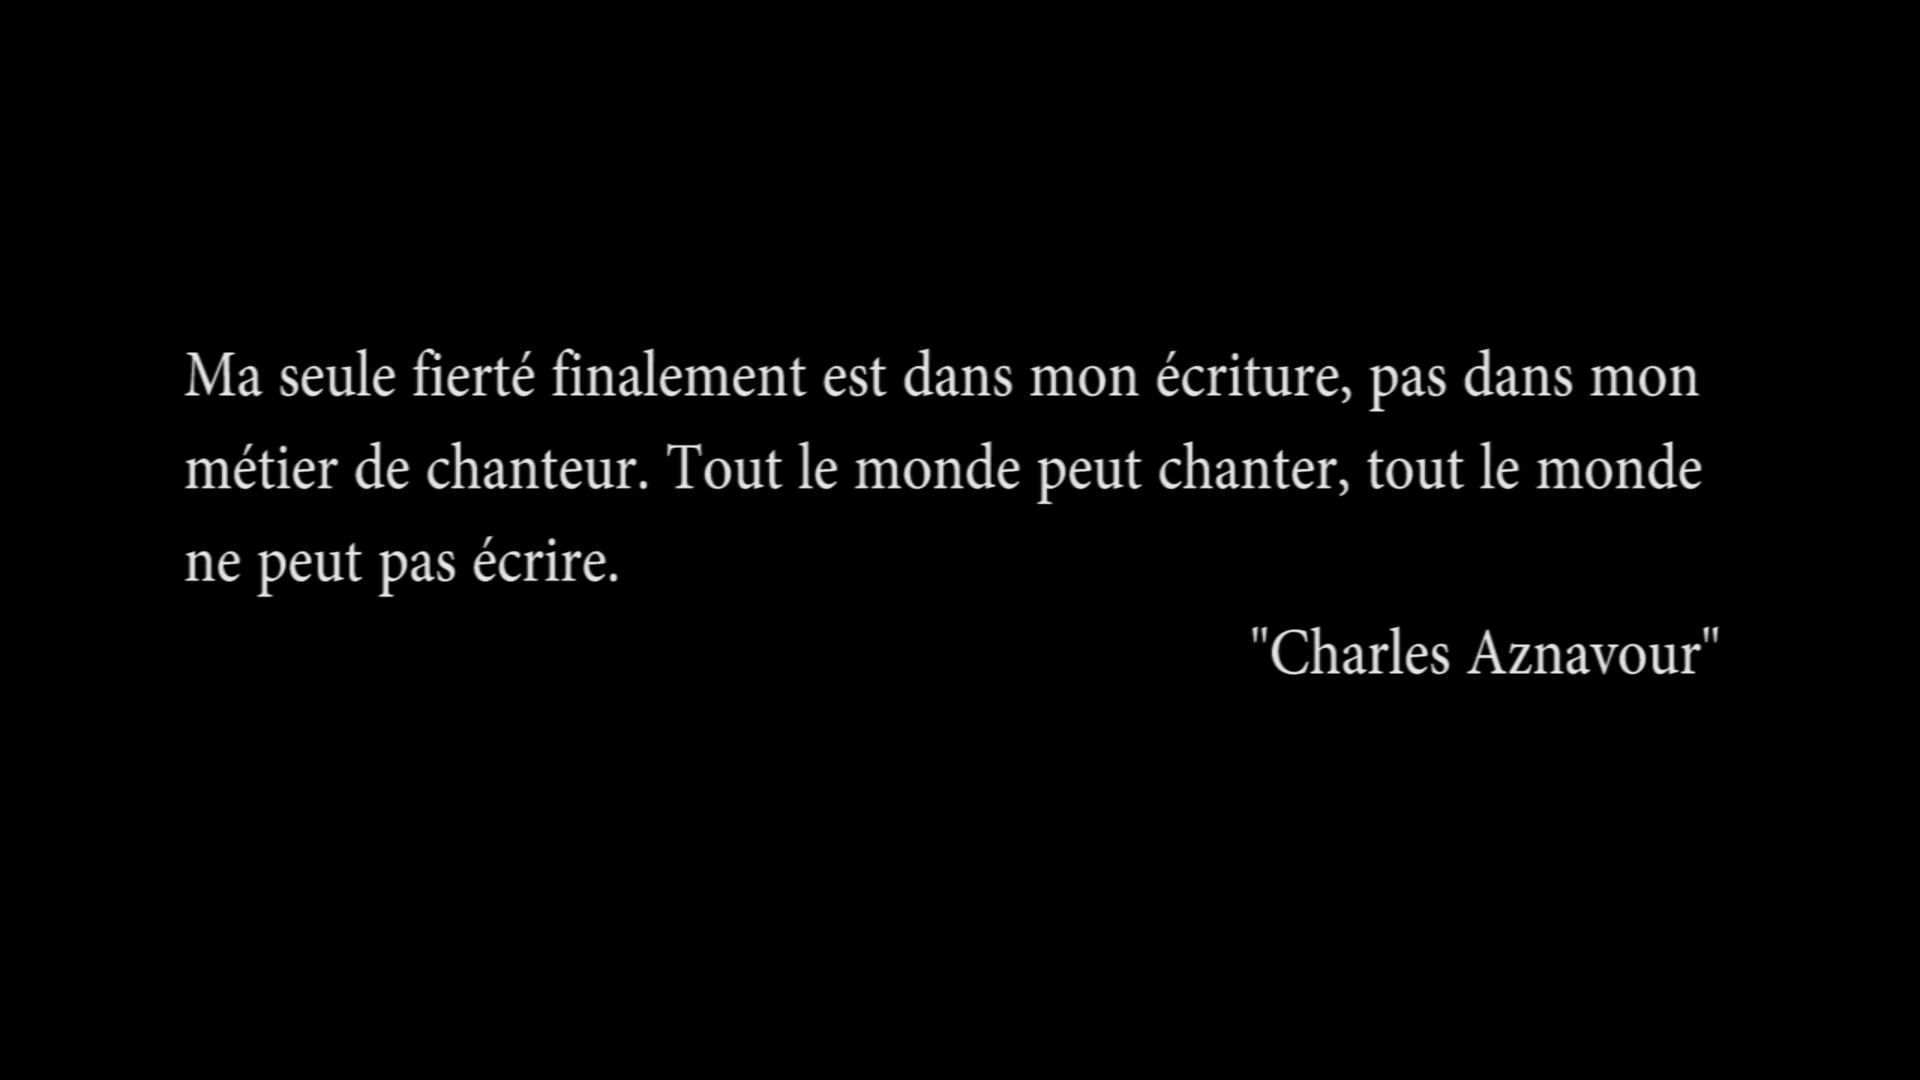 Ma seule fierté finalement est dans mon écriture, pas dans mon
métier de chanteur. Tout le monde peut chanter, tout le monde
ne peut pas écrire.
"Charles Aznavour"